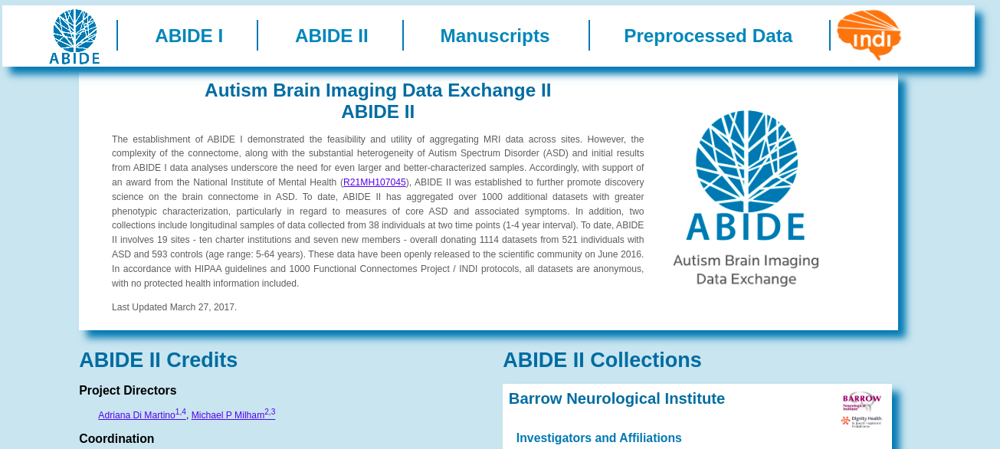 ABIDE
ABIDE I
ABIDE II
Manuscripts
Preprocessed Data
indi
Autism Brain Imaging Data Exchange II
ABIDE II
The establishment of ABIDE I demonstrated the feasibility and utility of aggregating MRI data across sites. However, the
complexity of the connectome, along with the substantial heterogeneity of Autism Spectrum Disorder (ASD) and initial results
from ABIDE I data analyses underscore the need for even larger and better-characterized samples. Accordingly, with support of
an award from the National Institute of Mental Health (R21MH107045), ABIDE II was established to further promote discovery
science on the brain connectome in ASD. To date, ABIDE II has aggregated over 1000 additional datasets with greater
phenotypic characterization, particularly in regard to measures of core ASD and associated symptoms. In addition, two
collections include longitudinal samples of data collected from 38 individuals at two time points (1-4 year interval). To date, ABIDE
II involves 19 sites - ten charter institutions and seven new members - overall donating 1114 datasets from 521 individuals with
ASD and 593 controls (age range: 5-64 years). These data have been openly released to the scientific community on June 2016.
In accordance with HIPAA guidelines and 1000 Functional Connectomes Project / INDI protocols, all datasets are anonymous,
with no protected health information included.
Last Updated March 27, 2017.
ABIDE
Autism Brain Imaging
Data Exchange
ABIDE II Credits
Project Directors
Adriana Di Martino1,4, Michael P Milham2,3
Coordination
ABIDE II Collections
Barrow Neurological Institute
BARROW
Neurological
Institute
Dignity Health
Investigators and Affiliations